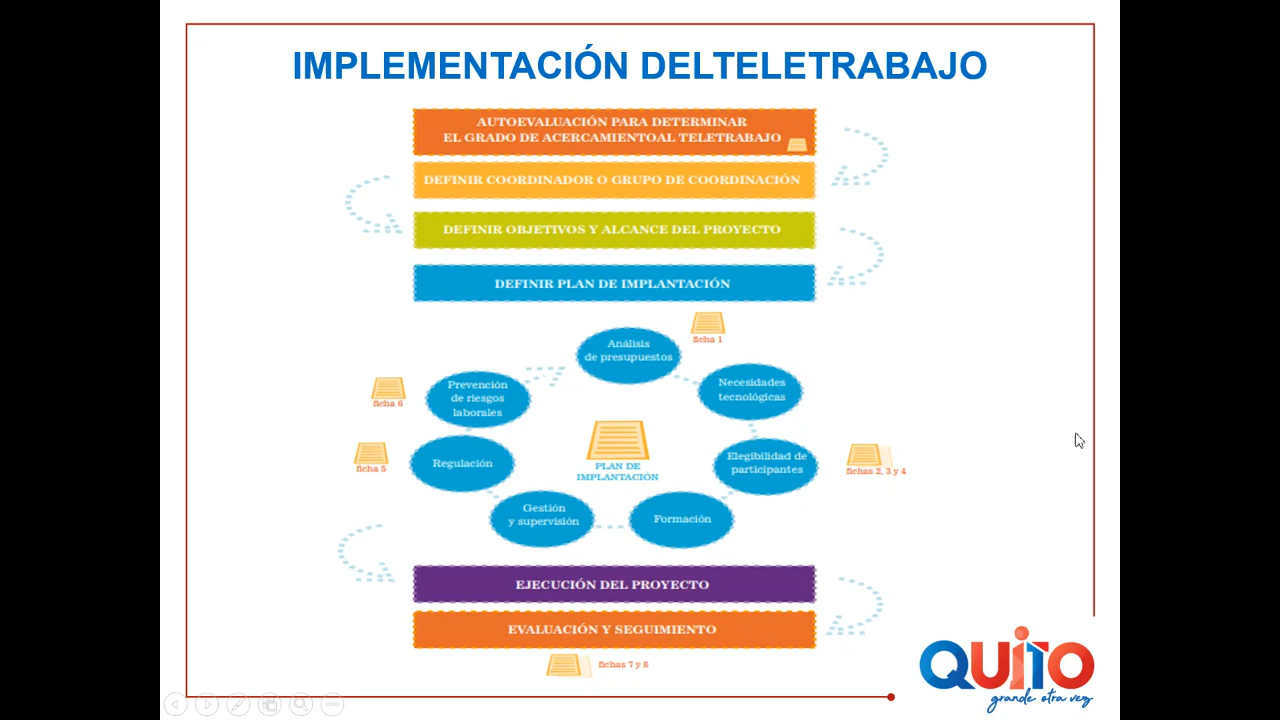 IMPLEMENTACIÓN DELTELETRABAJO
AUTOEVALUACIÓN PARA DETERMINAR
EL GRADO DE ACERCAMIENTOAL TELETRABAJO
DEFINIR COORDINADOR O GRUPO DE COORDINACIÓN
DEFINIR OBJETIVOS Y ALCANCE DEL PROYECTO
DEFINIR PLAN DE IMPLANTACIÓN
ficha 1
Análisis
de presupuestos
Necesidades
tecnológicas
Elegibilidad de
participantes
fichas 2, 3 y 4
Formación
Gestión
y supervisión
Regulación
ficha 5
Prevención
de riesgos
laborales
ficha 6
PLAN DE
IMPLANTACIÓN
EJECUCIÓN DEL PROYECTO
EVALUACIÓN Y SEGUIMIENTO
fichas 7 y 8
QUITO
grande otra vez